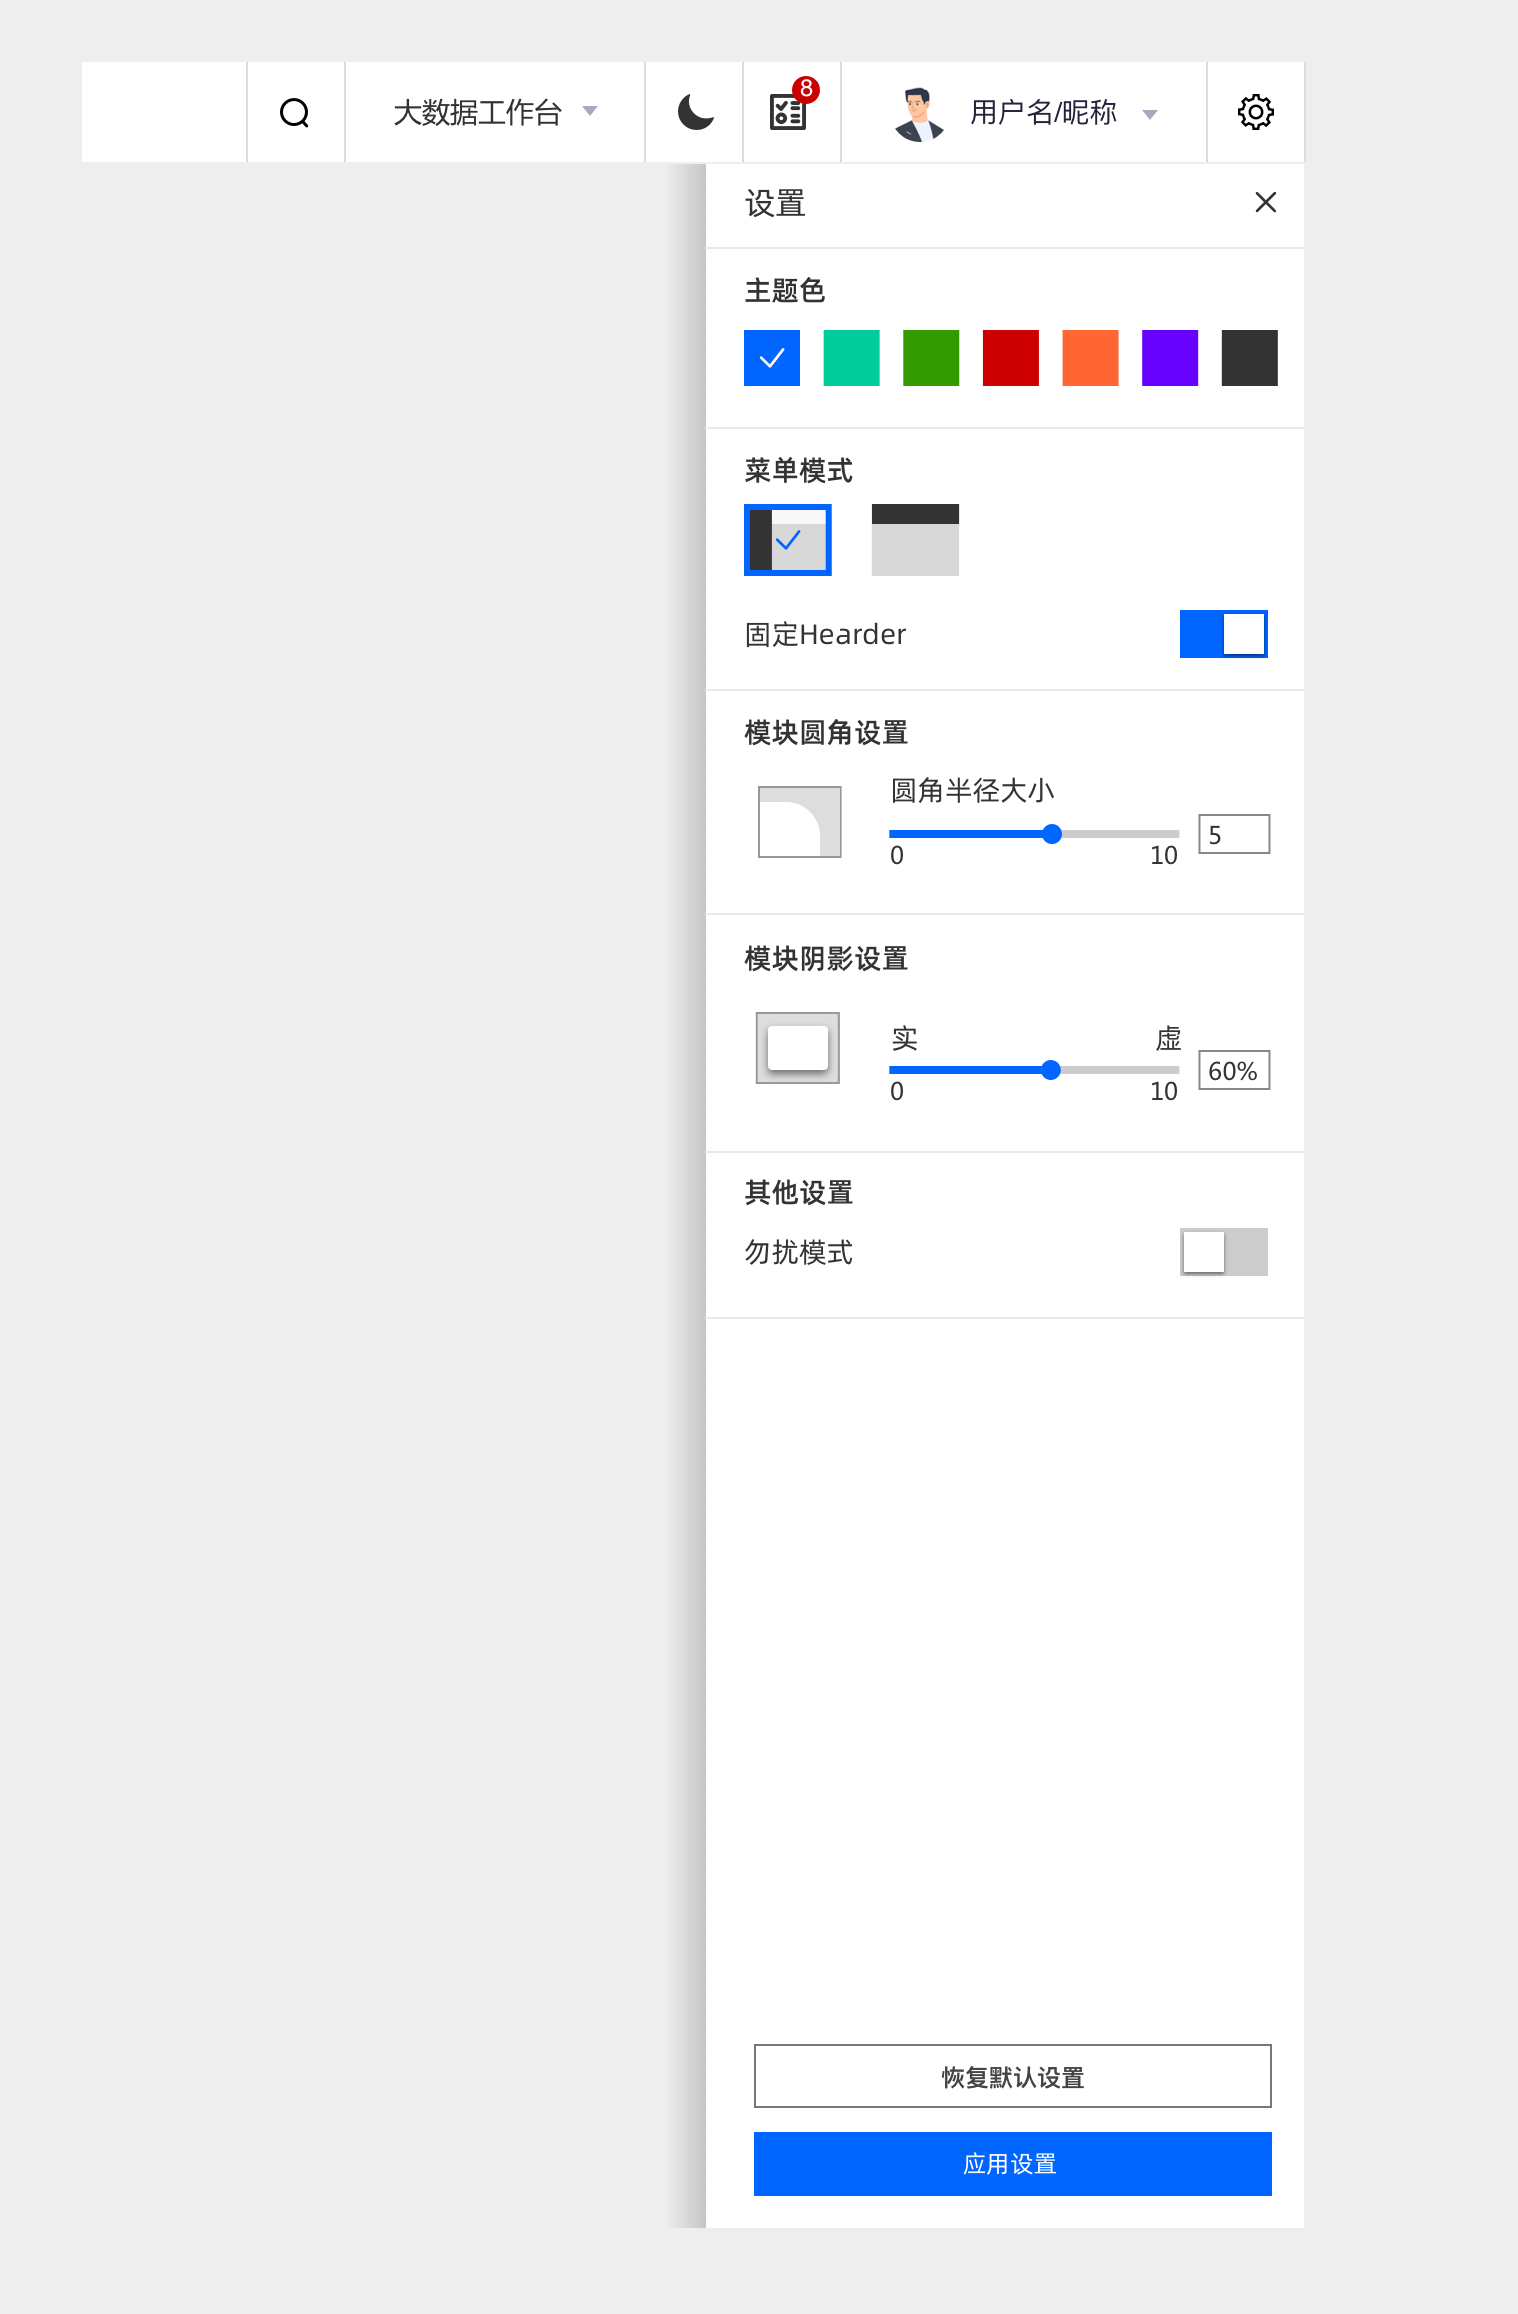 大数据工作台
8
用户名/昵称
设置
主题色
菜单模式
固定Hearder
模块圆角设置
圆角半径大小
0 10
5
模块阴影设置
实 虚
0 10
60%
其他设置
勿扰模式
恢复默认设置
应用设置